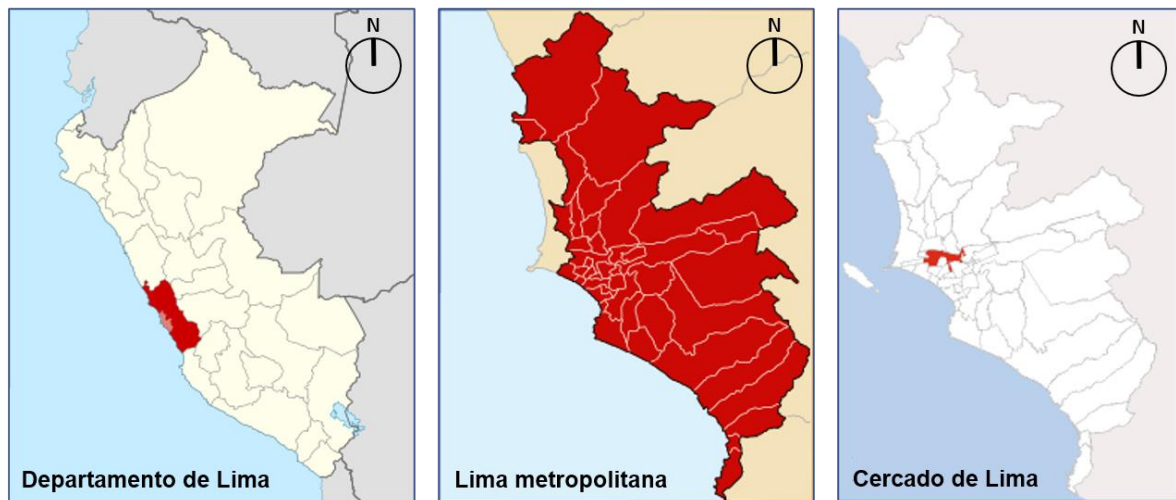 N
N
N
Departamento de Lima
Lima metropolitana
Cercado de Lima